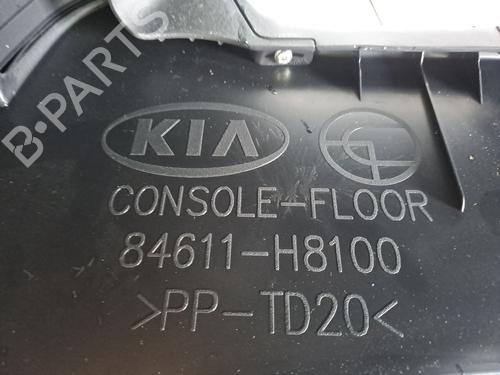 B-PARTS
KIA
CONSOLE-FLOOR
84611-H8100
>PP-TD20<